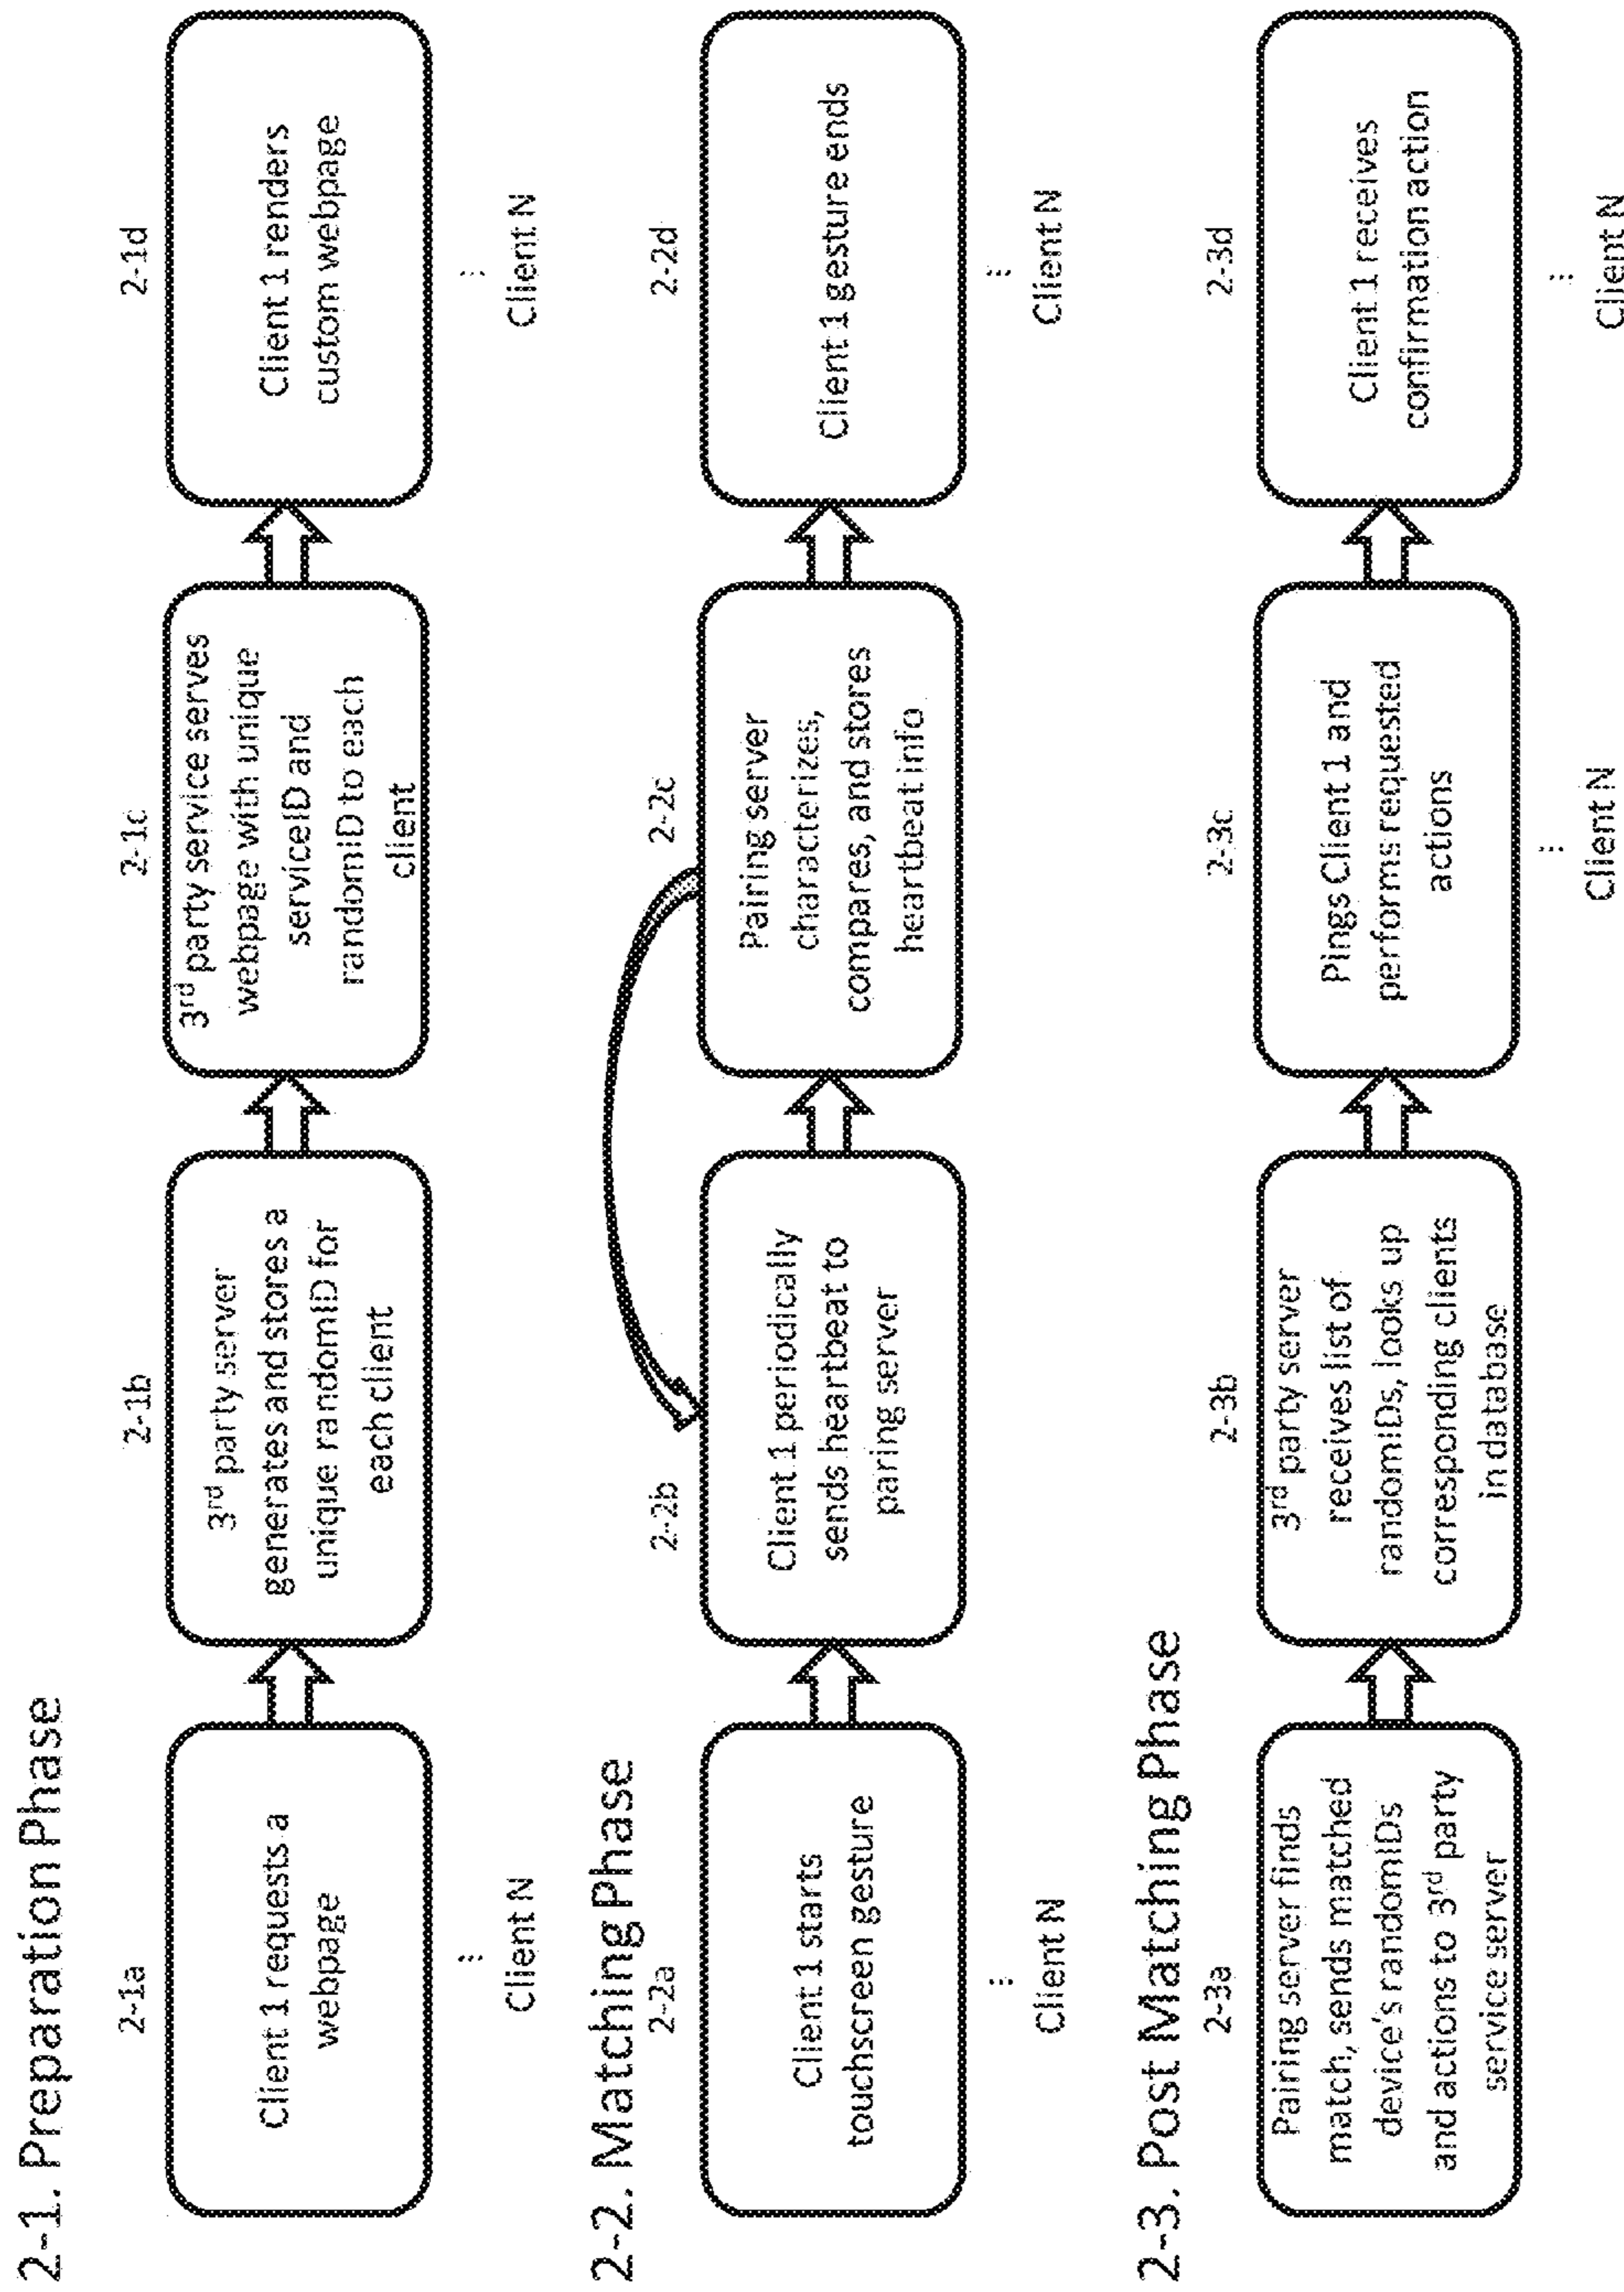 2-1. Preparation Phase
2-1a
Client 1 requests a
webpage
⋮
Client N
2-1b
3rd party server
generates and stores a
unique randomID for
each client
2-1c
3rd party service serves
webpage with unique
serviceID and
randomID to each
client
2-1d
Client 1 renders
custom webpage
⋮
Client N
2-2. Matching Phase
2-2a
Client 1 starts
touchscreen gesture
⋮
Client N
2-2b
Client 1 periodically
sends heartbeat to
paring server
2-2c
Pairing server
characterizes,
compares, and stores
heartbeat info
2-2d
Client 1 gesture ends
⋮
Client N
2-3. Post Matching Phase
2-3a
Pairing server finds
match, sends matched
device's randomIDs
and actions to 3rd party
service server
2-3b
3rd party server
receives list of
randomIDs, looks up
corresponding clients
in database
2-3c
Pings Client 1 and
performs requested
actions
⋮
Client N
2-3d
Client 1 receives
confirmation action
⋮
Client N